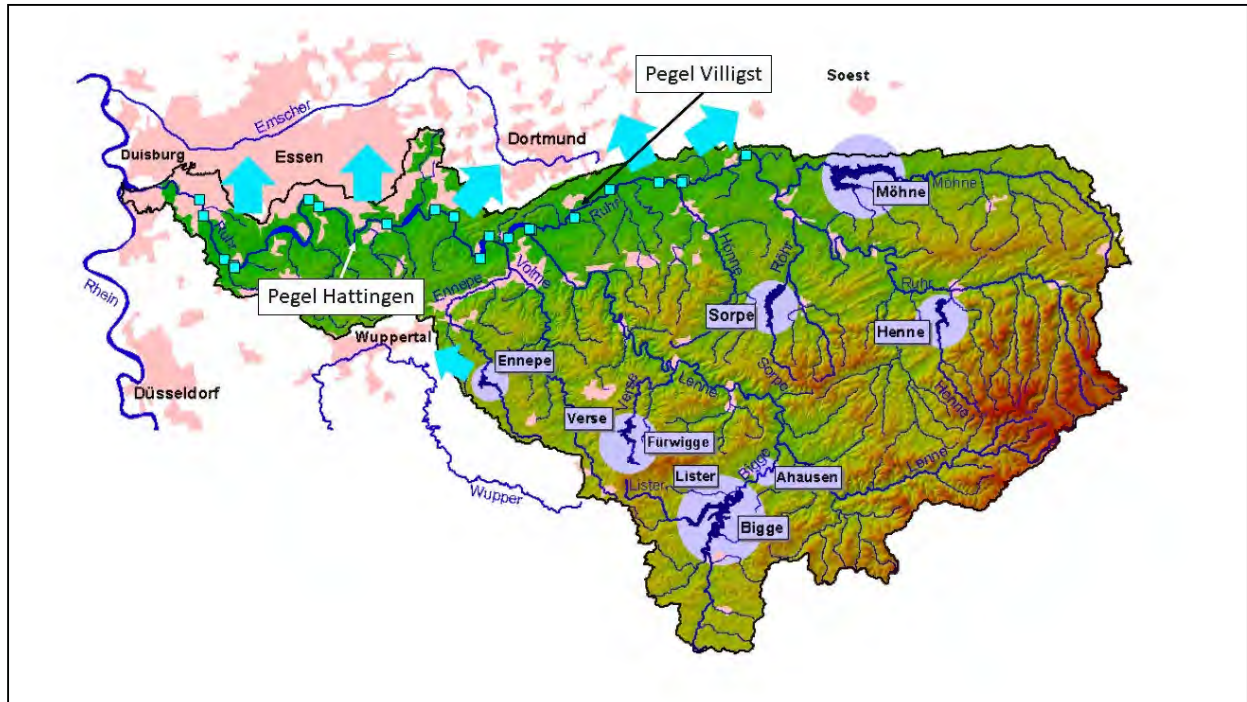 Pegel Villigst
Soest
Emscher
Dortmund
Duisburg
Essen
Möhne
Möhne
Ruhr
Ruhr
Hönne
Röhr
Ruhr
Volme
Ennepe
Pegel Hattingen
Rhein
Sorpe
Henne
Wuppertal
Ennepe
Düsseldorf
Verse
Lenne
Sorpe
Henne
Verse
Fürwigge
Lister
Bigge
Ahausen
Lenne
Lister
Wupper
Bigge